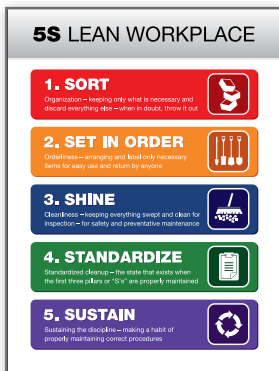 5S LEAN WORKPLACE
1. SORT
Organization – keeping only what is necessary and
discard everything else – when in doubt, throw it out
2. SET IN ORDER
Orderliness – arranging and label only necessary
items for easy use and return by anyone
3. SHINE
Cleanliness – keeping everything swept and clean for
inspection – for safety and preventative maintenance
4. STANDARDIZE
Standardized cleanup – the state that exists when
the first three pillars or "S's" are properly maintained
5. SUSTAIN
Sustaining the discipline – making a habit of
properly maintaining correct procedures